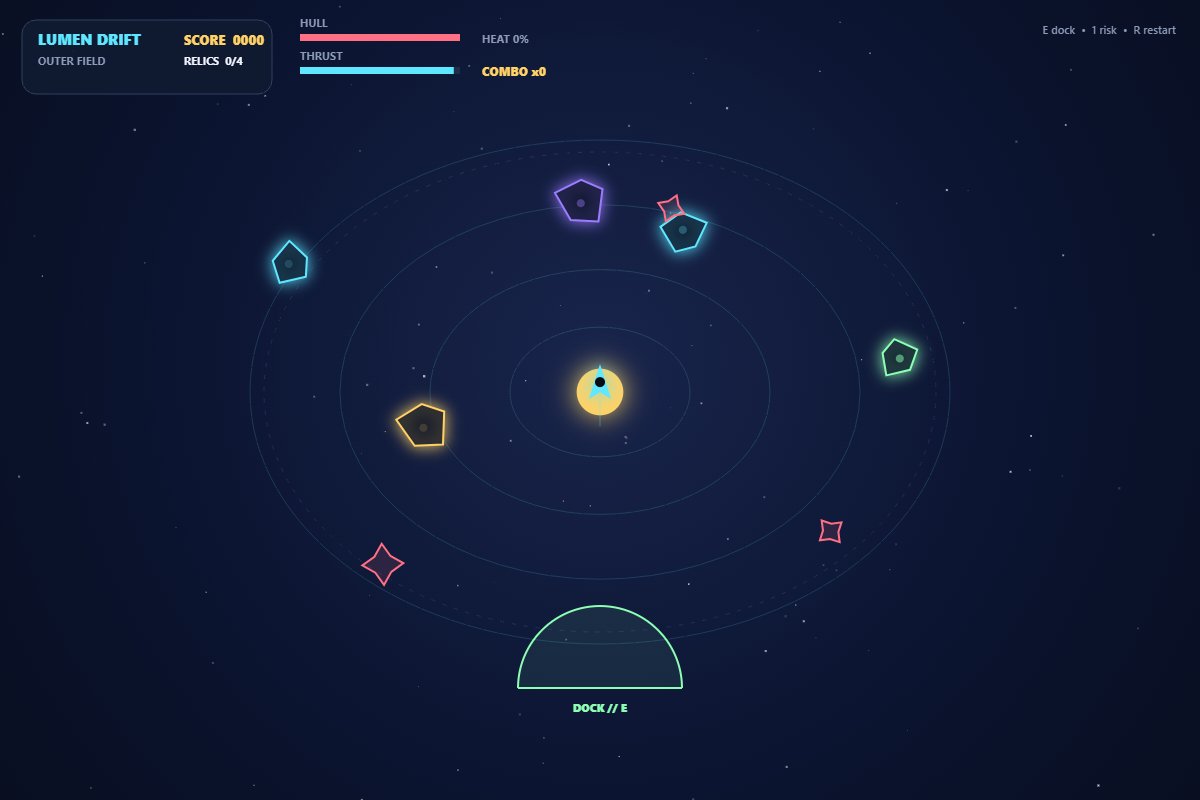 LUMEN DRIFT SCORE 0000
OUTER FIELD RELICS 0/4
HULL
HEAT 0%
THRUST
COMBO x0
E dock • 1 risk • R restart
DOCK // E